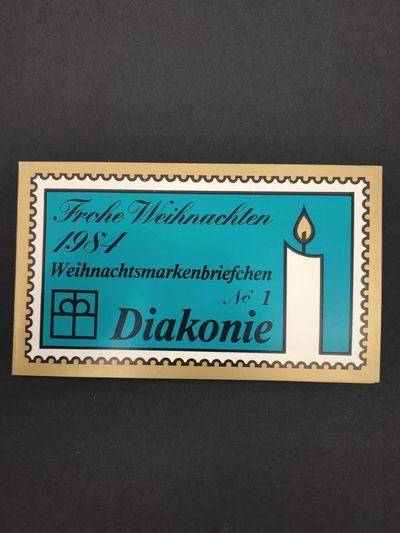 Frohe Weihnachten
1984
Weihnachtsmarkenbriefchen
No 1
Diakonie